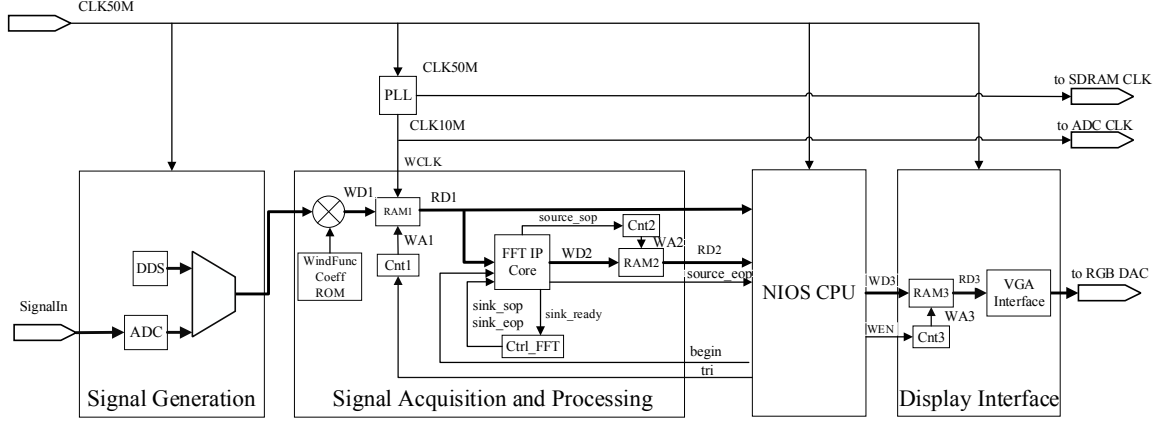 CLK50M
CLK50M
to SDRAM CLK
PLL
CLK10M
to ADC CLK
WCLK
WD1
RAM1
RD1
source_sop
Cnt2
WA1
WA2
DDS
WindFunc
Coeff
ROM
Cnt1
FFT IP
Core
WD2
RAM2
RD2
source_eop
NIOS CPU
WD3
RAM3
RD3
VGA
Interface
to RGB DAC
SignalIn
ADC
sink_sop
sink_eop
sink_ready
WA3
WEN
Cnt3
Ctrl_FFT
begin
tri
Signal Generation
Signal Acquisition and Processing
Display Interface